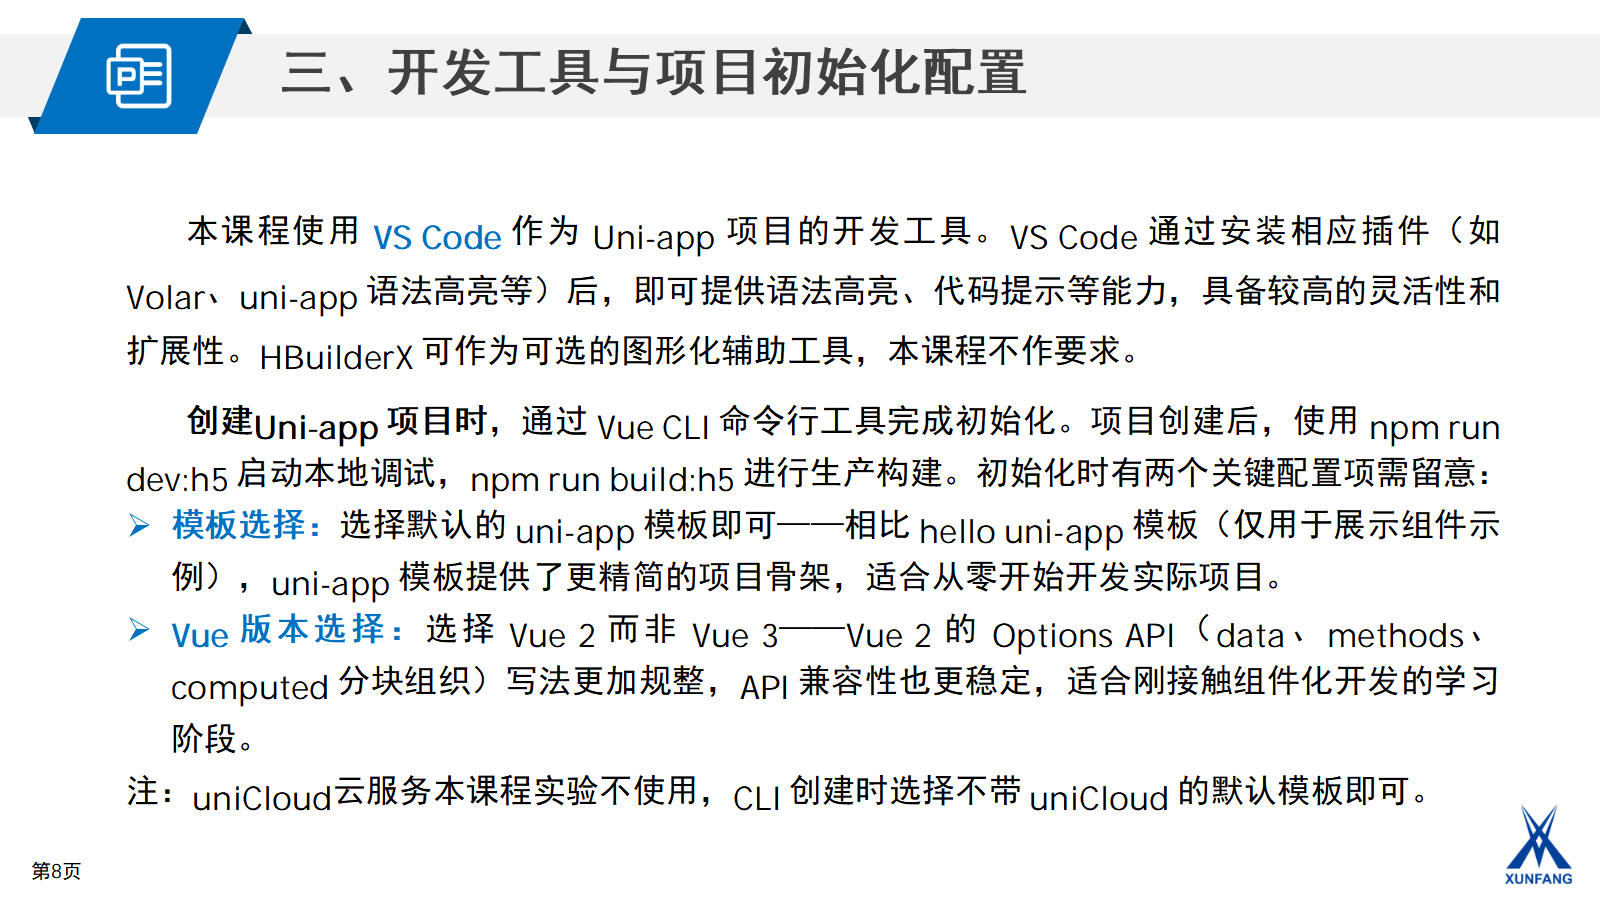 三、开发工具与项目初始化配置
本课程使用 VS Code 作为 Uni-app 项目的开发工具。VS Code 通过安装相应插件（如
Volar、uni-app 语法高亮等）后，即可提供语法高亮、代码提示等能力，具备较高的灵活性和
扩展性。HBuilderX 可作为可选的图形化辅助工具，本课程不作要求。
创建Uni-app 项目时，通过 Vue CLI 命令行工具完成初始化。项目创建后，使用 npm run
dev:h5 启动本地调试，npm run build:h5 进行生产构建。初始化时有两个关键配置项需留意：
➢ 模板选择：选择默认的 uni-app 模板即可——相比 hello uni-app 模板（仅用于展示组件示
例），uni-app 模板提供了更精简的项目骨架，适合从零开始开发实际项目。
➢ Vue 版本选择：选择 Vue 2 而非 Vue 3——Vue 2 的 Options API（data、methods、
computed 分块组织）写法更加规整，API 兼容性也更稳定，适合刚接触组件化开发的学习
阶段。
注：uniCloud云服务本课程实验不使用，CLI 创建时选择不带 uniCloud 的默认模板即可。
第8页
XUNFANG